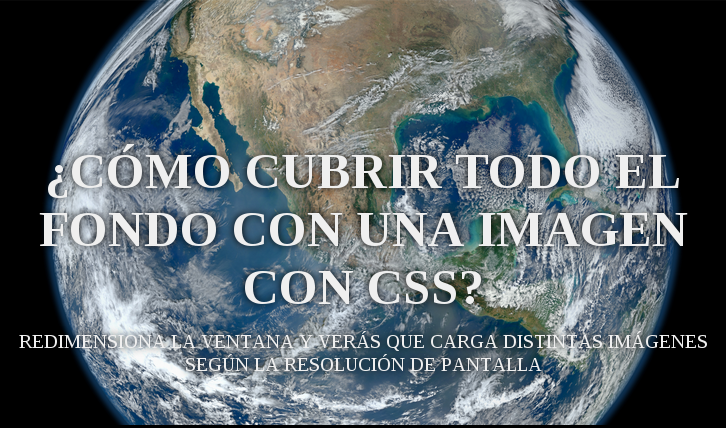 ¿CÓMO CUBRIR TODO EL
FONDO CON UNA IMAGEN
CON CSS?
REDIMENSIONA LA VENTANA Y VERÁS QUE CARGA DISTINTAS IMÁGENES
SEGÚN LA RESOLUCIÓN DE PANTALLA